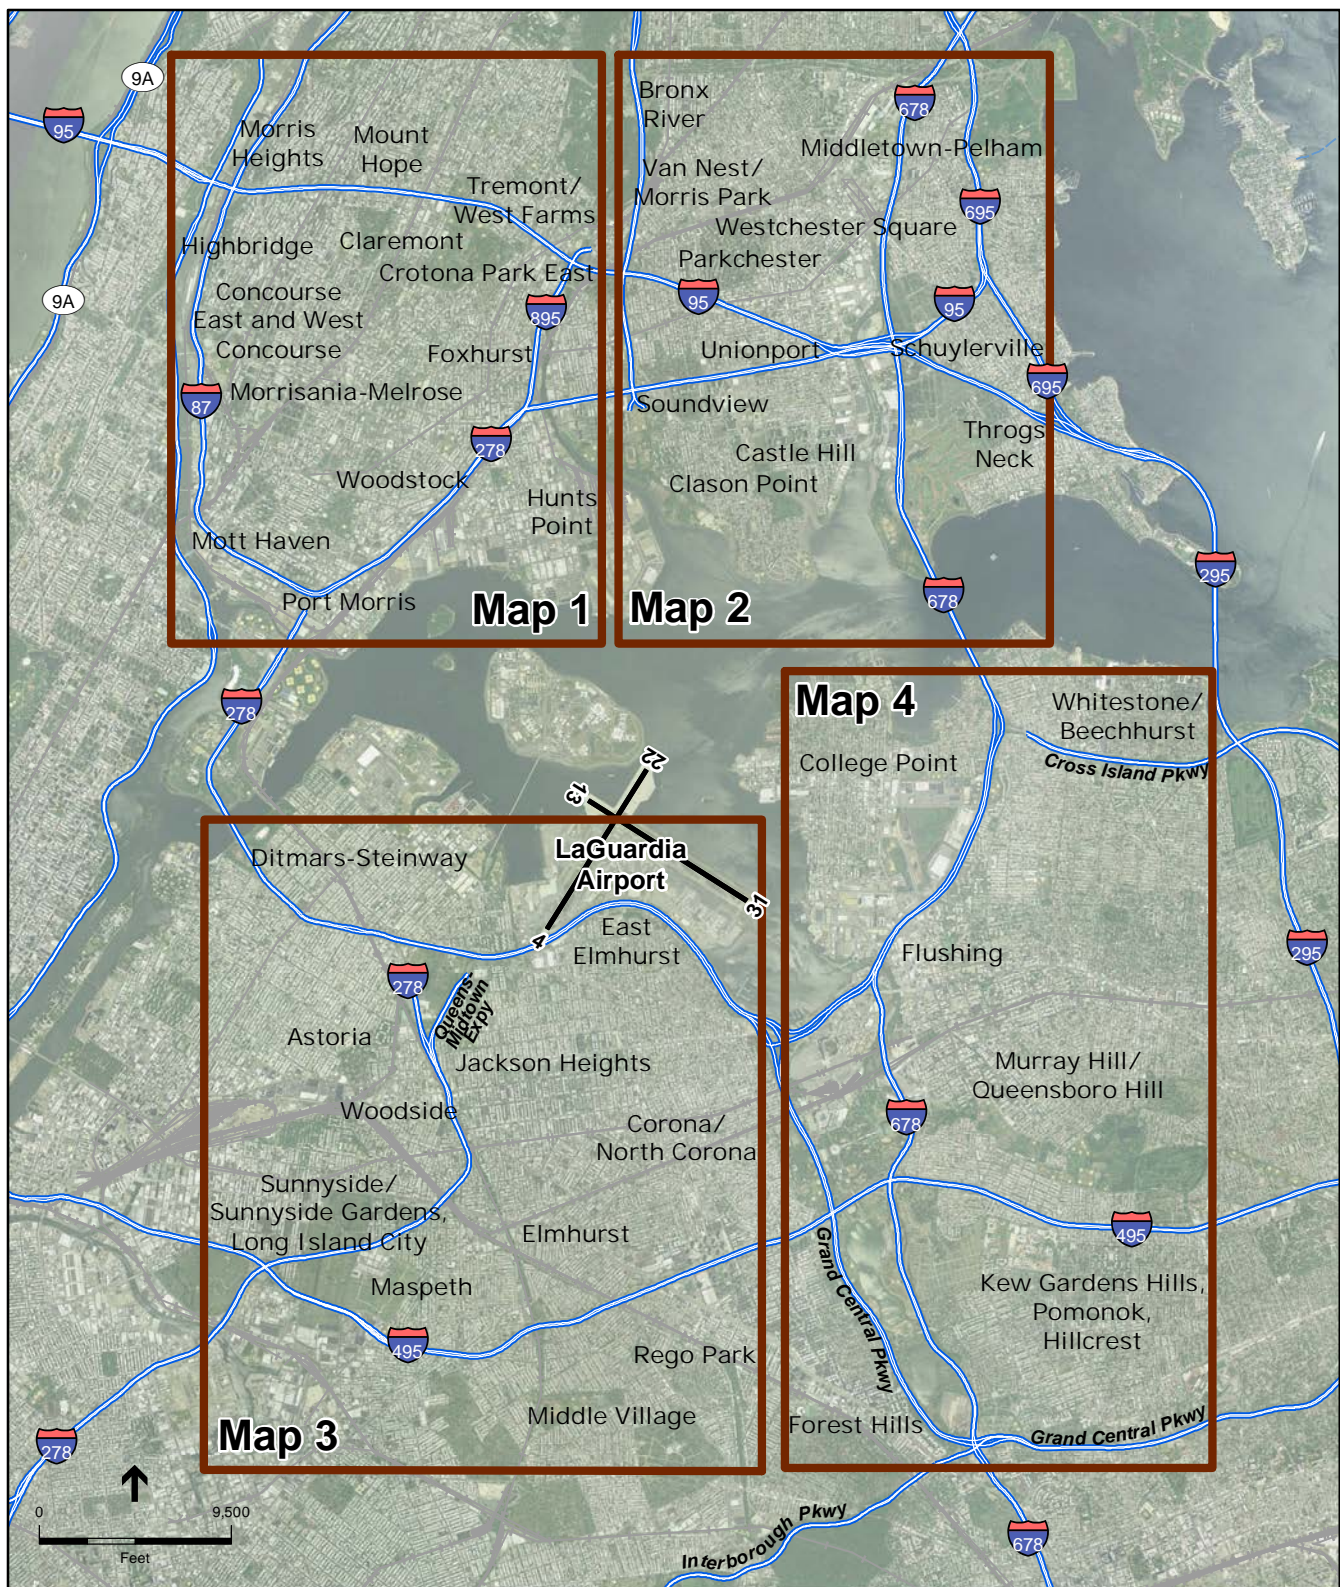 9A
95
Morris
Heights
Mount
Hope
Tremont/
West Farms
Highbridge
Claremont
Crotona Park East
9A
Concourse
East and West
Concourse
895
Foxhurst
87
Morrisania-Melrose
278
Woodstock
Hunts
Point
Mott Haven
Port Morris
Map 1
Bronx
River
678
Middletown-Pelham
Van Nest/
Morris Park
695
Westchester Square
Parkchester
95
95
Unionport
Schuylerville
695
Soundview
Throgs
Neck
Castle Hill
Clason Point
295
678
Map 2
278
Map 4
Whitestone/
Beechhurst
College Point
Cross Island Pkwy
22
13
LaGuardia
Airport
31
4
Ditmars-Steinway
East
Elmhurst
Flushing
295
278
Queens-
Midtown
Expy
Astoria
Jackson Heights
Murray Hill/
Queensboro Hill
Woodside
678
Corona/
North Corona
Sunnyside/
Sunnyside Gardens,
Long Island City
Elmhurst
495
Maspeth
Grand Central Pkwy
Kew Gardens Hills,
Pomonok,
Hillcrest
495
Rego Park
Middle Village
Forest Hills
Grand Central Pkwy
Map 3
278
0
9,500
Feet
Interborough Pkwy
678